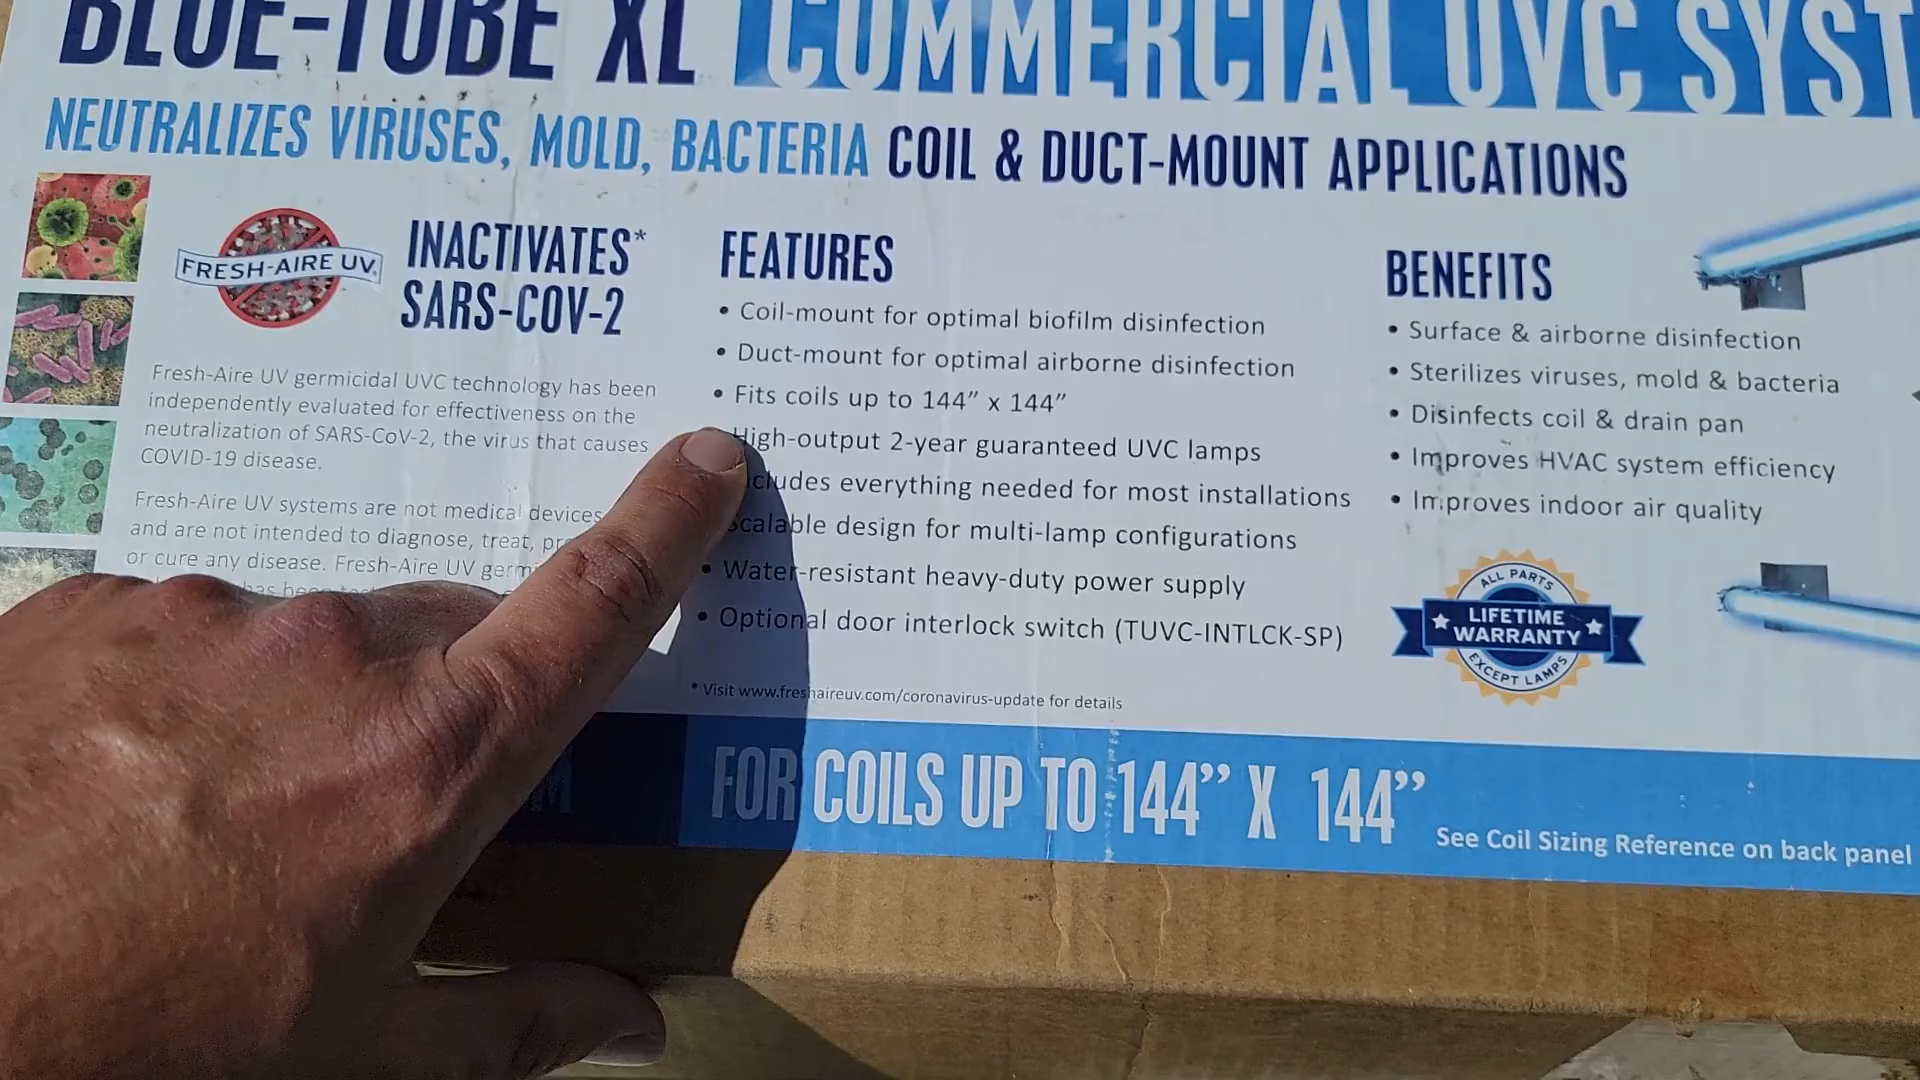 BLUE-TUBE XL COMMERCIAL UVC
NEUTRALIZES VIRUSES, MOLD, BACTERIA COIL & DUCT-MOUNT APPLICATIONS
FRESH-AIRE UV.
INACTIVATES*
SARS-COV-2
Fresh-Aire UV germicidal UVC technology has been
independently evaluated for effectiveness on the
neutralization of SARS-CoV-2, the virus that causes
COVID-19 disease.
Fresh-Aire UV systems are not medical devices
and are not intended to diagnose, treat,
or cure any disease. Fresh-Aire UV
FEATURES
• Coil-mount for optimal biofilm disinfection
• Duct-mount for optimal airborne disinfection
• Fits coils up to 144” x 144”
High-output 2-year guaranteed UVC lamps
everything needed for most installations
Scalable design for multi-lamp configurations
• Water-resistant heavy-duty power supply
• Optional door interlock switch (TUVC-INTLCK-SP)
* Visit www.freshaireuv.com/coronavirus-update for details
BENEFITS
• Surface & airborne disinfection
• Sterilizes viruses, mold & bacteria
• Disinfects coil & drain pan
• Improves HVAC system efficiency
• Improves indoor air quality
ALL PARTS
LIFETIME
WARRANTY
EXCEPT LAMPS
FOR COILS UP TO 144” X 144”
See Coil Sizing Reference on back panel